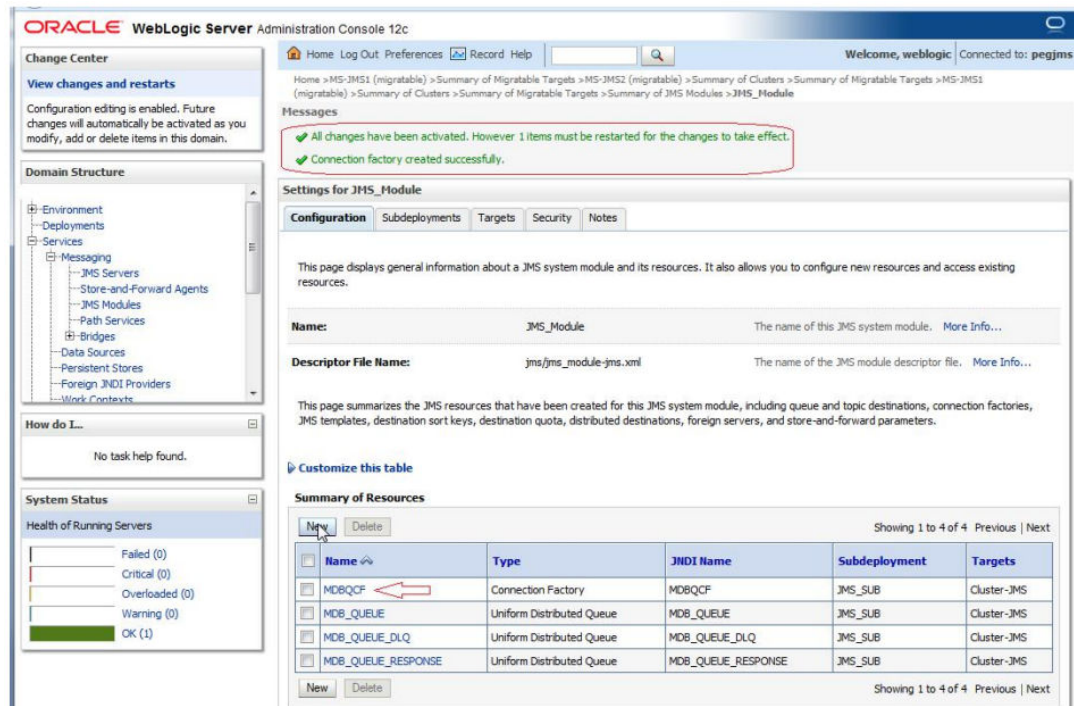 ORACLE WebLogic Server Administration Console 12c
Change Center
View changes and restarts
Configuration editing is enabled. Future
changes will automatically be activated as you
modify, add or delete items in this domain.
Domain Structure
Environment
Deployments
Services
Messaging
JMS Servers
Store-and-Forward Agents
JMS Modules
Path Services
Bridges
Data Sources
Persistent Stores
Foreign JNDI Providers
Work Contexts
How do I...
No task help found.
System Status
Health of Running Servers
Failed (0)
Critical (0)
Overloaded (0)
Warning (0)
OK (1)
Home Log Out Preferences Record Help
Welcome, weblogic Connected to: pegjms
Home >MS-JMS1 (migratable) >Summary of Migratable Targets >MS-JMS2 (migratable) >Summary of Clusters >Summary of Migratable Targets >MS-JMS1
(migratable) >Summary of Clusters >Summary of Migratable Targets >Summary of JMS Modules >JMS_Module
Messages
All changes have been activated. However 1 items must be restarted for the changes to take effect.
Connection factory created successfully.
Settings for JMS_Module
Configuration Subdeployments Targets Security Notes
This page displays general information about a JMS system module and its resources. It also allows you to configure new resources and access existing
resources.
Name: JMS_Module The name of this JMS system module. More Info...
Descriptor File Name: jms/jms_module-jms.xml The name of the JMS module descriptor file. More Info...
This page summarizes the JMS resources that have been created for this JMS system module, including queue and topic destinations, connection factories,
JMS templates, destination sort keys, destination quota, distributed destinations, foreign servers, and store-and-forward parameters.
Customize this table
Summary of Resources
New Delete Showing 1 to 4 of 4 Previous | Next
Name Type JNDI Name Subdeployment Targets
MDBQCF Connection Factory MDBQCF JMS_SUB Cluster-JMS
MDB_QUEUE Uniform Distributed Queue MDB_QUEUE JMS_SUB Cluster-JMS
MDB_QUEUE_DLQ Uniform Distributed Queue MDB_QUEUE_DLQ JMS_SUB Cluster-JMS
MDB_QUEUE_RESPONSE Uniform Distributed Queue MDB_QUEUE_RESPONSE JMS_SUB Cluster-JMS
New Delete Showing 1 to 4 of 4 Previous | Next